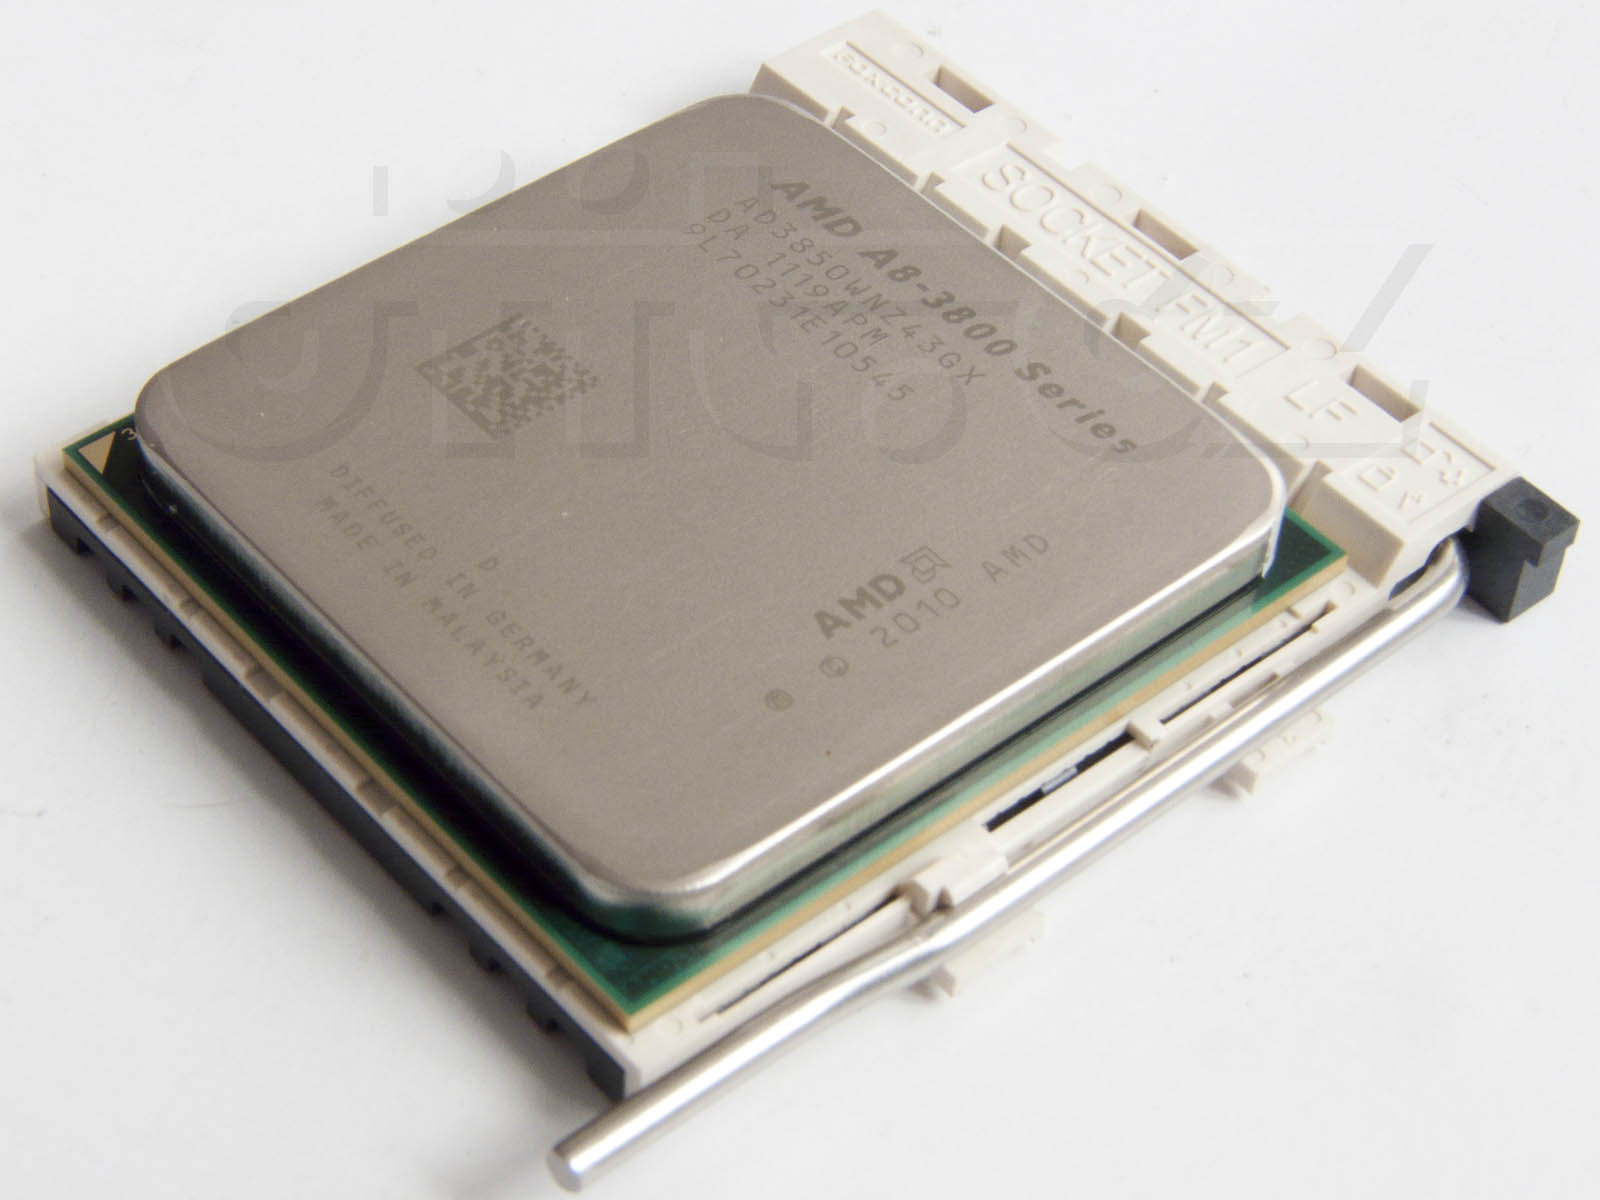 FOXCONN
SOCKET FM1 LF
AMD A8-3800 Series
AD3850WNZ43GX
DA 1119APM
9L70231E10545
DIFFUSED IN GERMANY
D
MADE IN MALAYSIA
AMD
© 2010 AMD